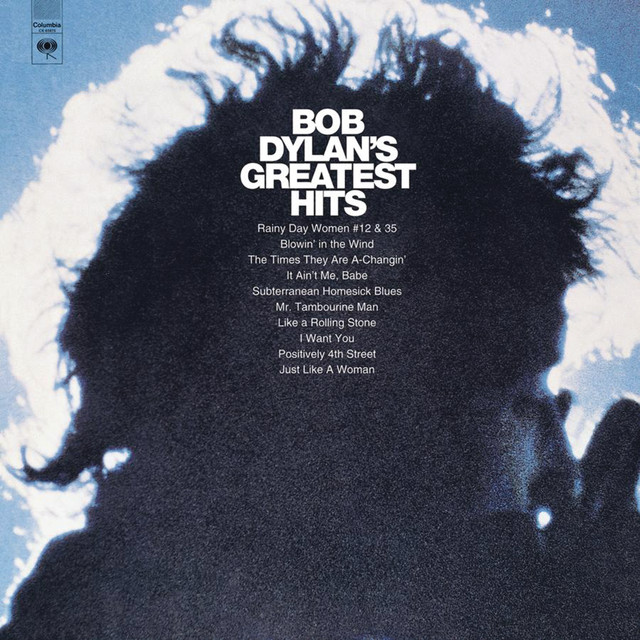 Columbia
BOB
DYLAN'S
GREATEST
HITS
Rainy Day Women #12 & 35
Blowin' in the Wind
The Times They Are A-Changin'
It Ain't Me, Babe
Subterranean Homesick Blues
Mr. Tambourine Man
Like a Rolling Stone
I Want You
Positively 4th Street
Just Like A Woman